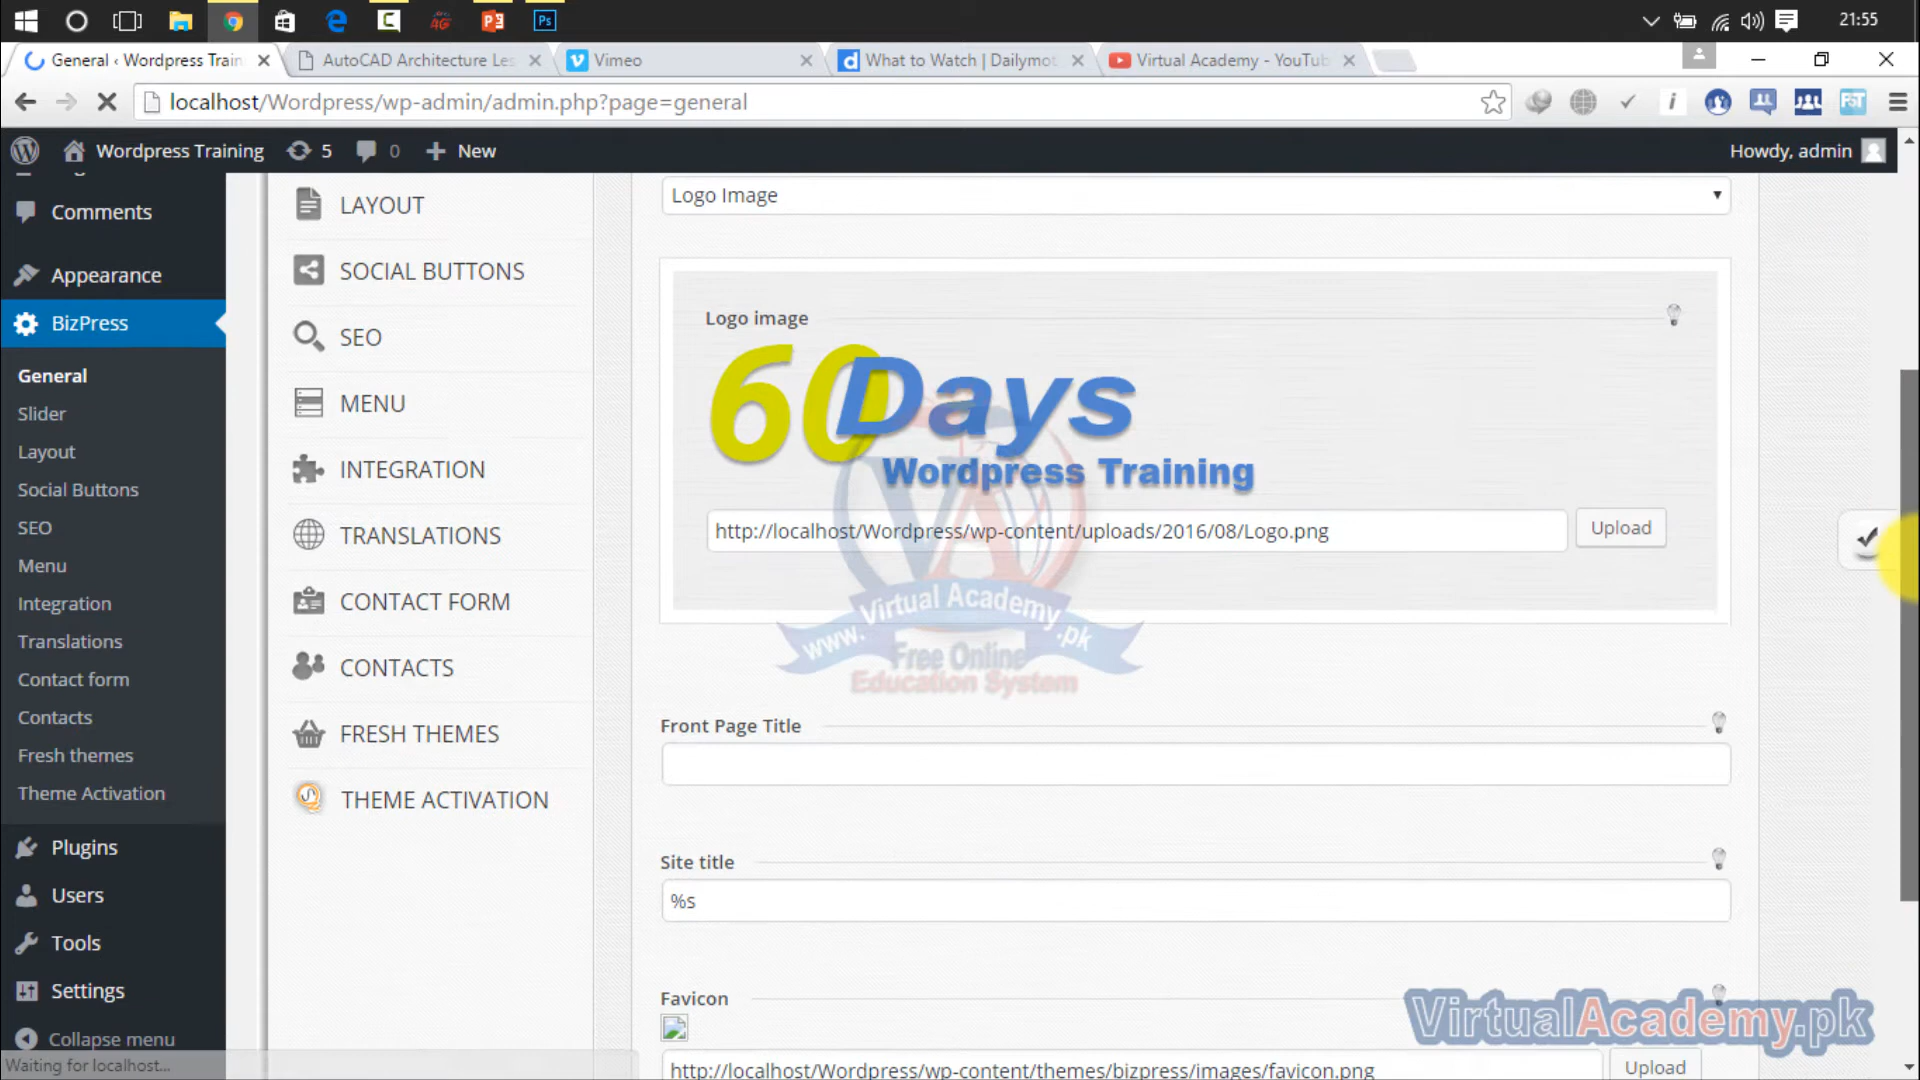 21:55
General ‹ Wordpress Train
AutoCAD Architecture Les
Vimeo
What to Watch | Dailymot
Virtual Academy - YouTub
localhost/Wordpress/wp-admin/admin.php?page=general
Wordpress Training
5
0
New
Howdy, admin
Comments
Appearance
BizPress
General
Slider
Layout
Social Buttons
SEO
Menu
Integration
Translations
Contact form
Contacts
Fresh themes
Theme Activation
Plugins
Users
Tools
Settings
Collapse menu
Waiting for localhost...
LAYOUT
SOCIAL BUTTONS
SEO
MENU
INTEGRATION
TRANSLATIONS
CONTACT FORM
CONTACTS
FRESH THEMES
THEME ACTIVATION
Logo Image
Logo image
60 Days
Wordpress Training
http://localhost/Wordpress/wp-content/uploads/2016/08/Logo.png
Upload
VA
www.Virtual Academy.pk
Free Online
Education System
Front Page Title
Site title
%s
Favicon
http://localhost/Wordpress/wp-content/themes/bizpress/images/favicon.png
Upload
VirtualAcademy.pk